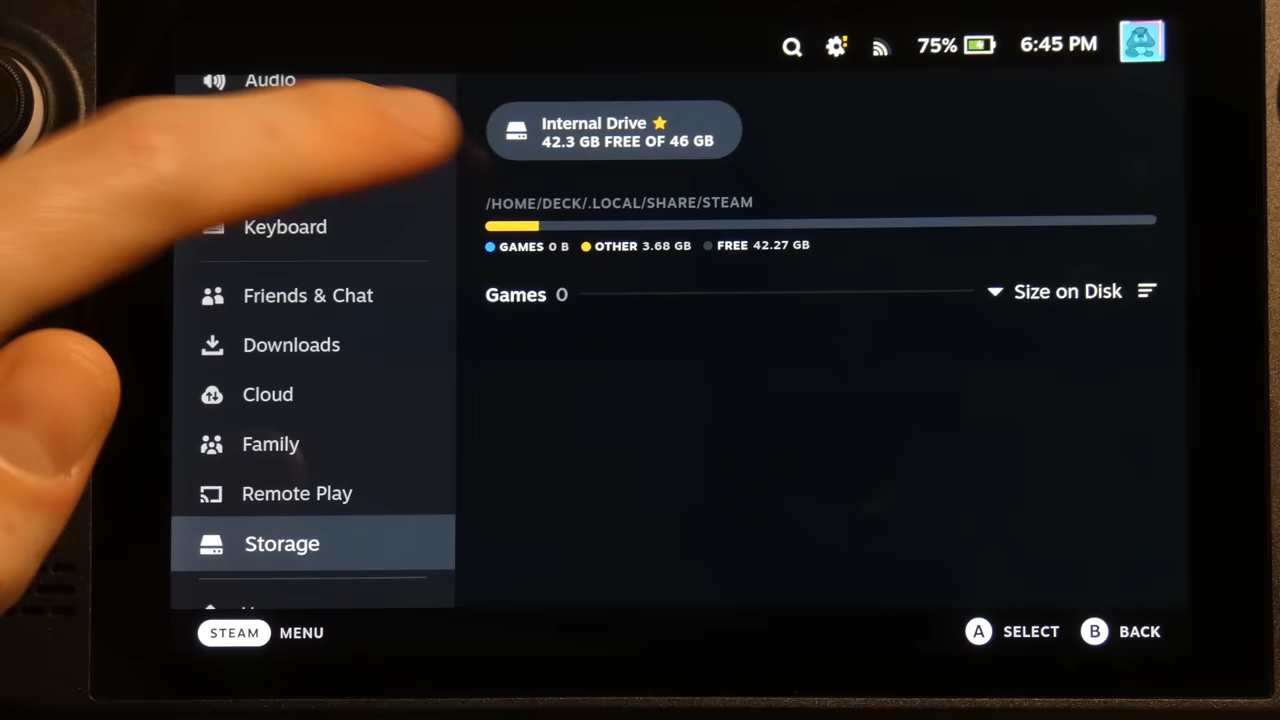 75%
6:45 PM
Audio
Keyboard
Friends & Chat
Downloads
Cloud
Family
Remote Play
Storage
Internal Drive
42.3 GB FREE OF 46 GB
/HOME/DECK/.LOCAL/SHARE/STEAM
GAMES 0 B OTHER 3.68 GB FREE 42.27 GB
Games 0
Size on Disk
STEAM MENU
A SELECT B BACK